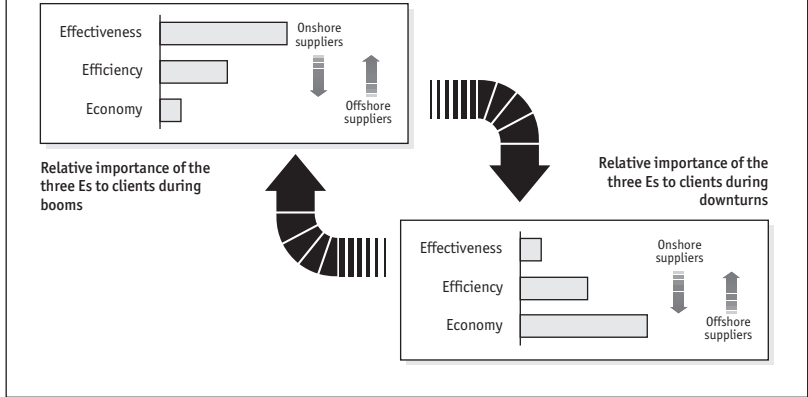 Effectiveness
Efficiency
Economy
Onshore
suppliers
Offshore
suppliers
Relative importance of the
three Es to clients during
booms
Relative importance of the
three Es to clients during
downturns
Effectiveness
Efficiency
Economy
Onshore
suppliers
Offshore
suppliers